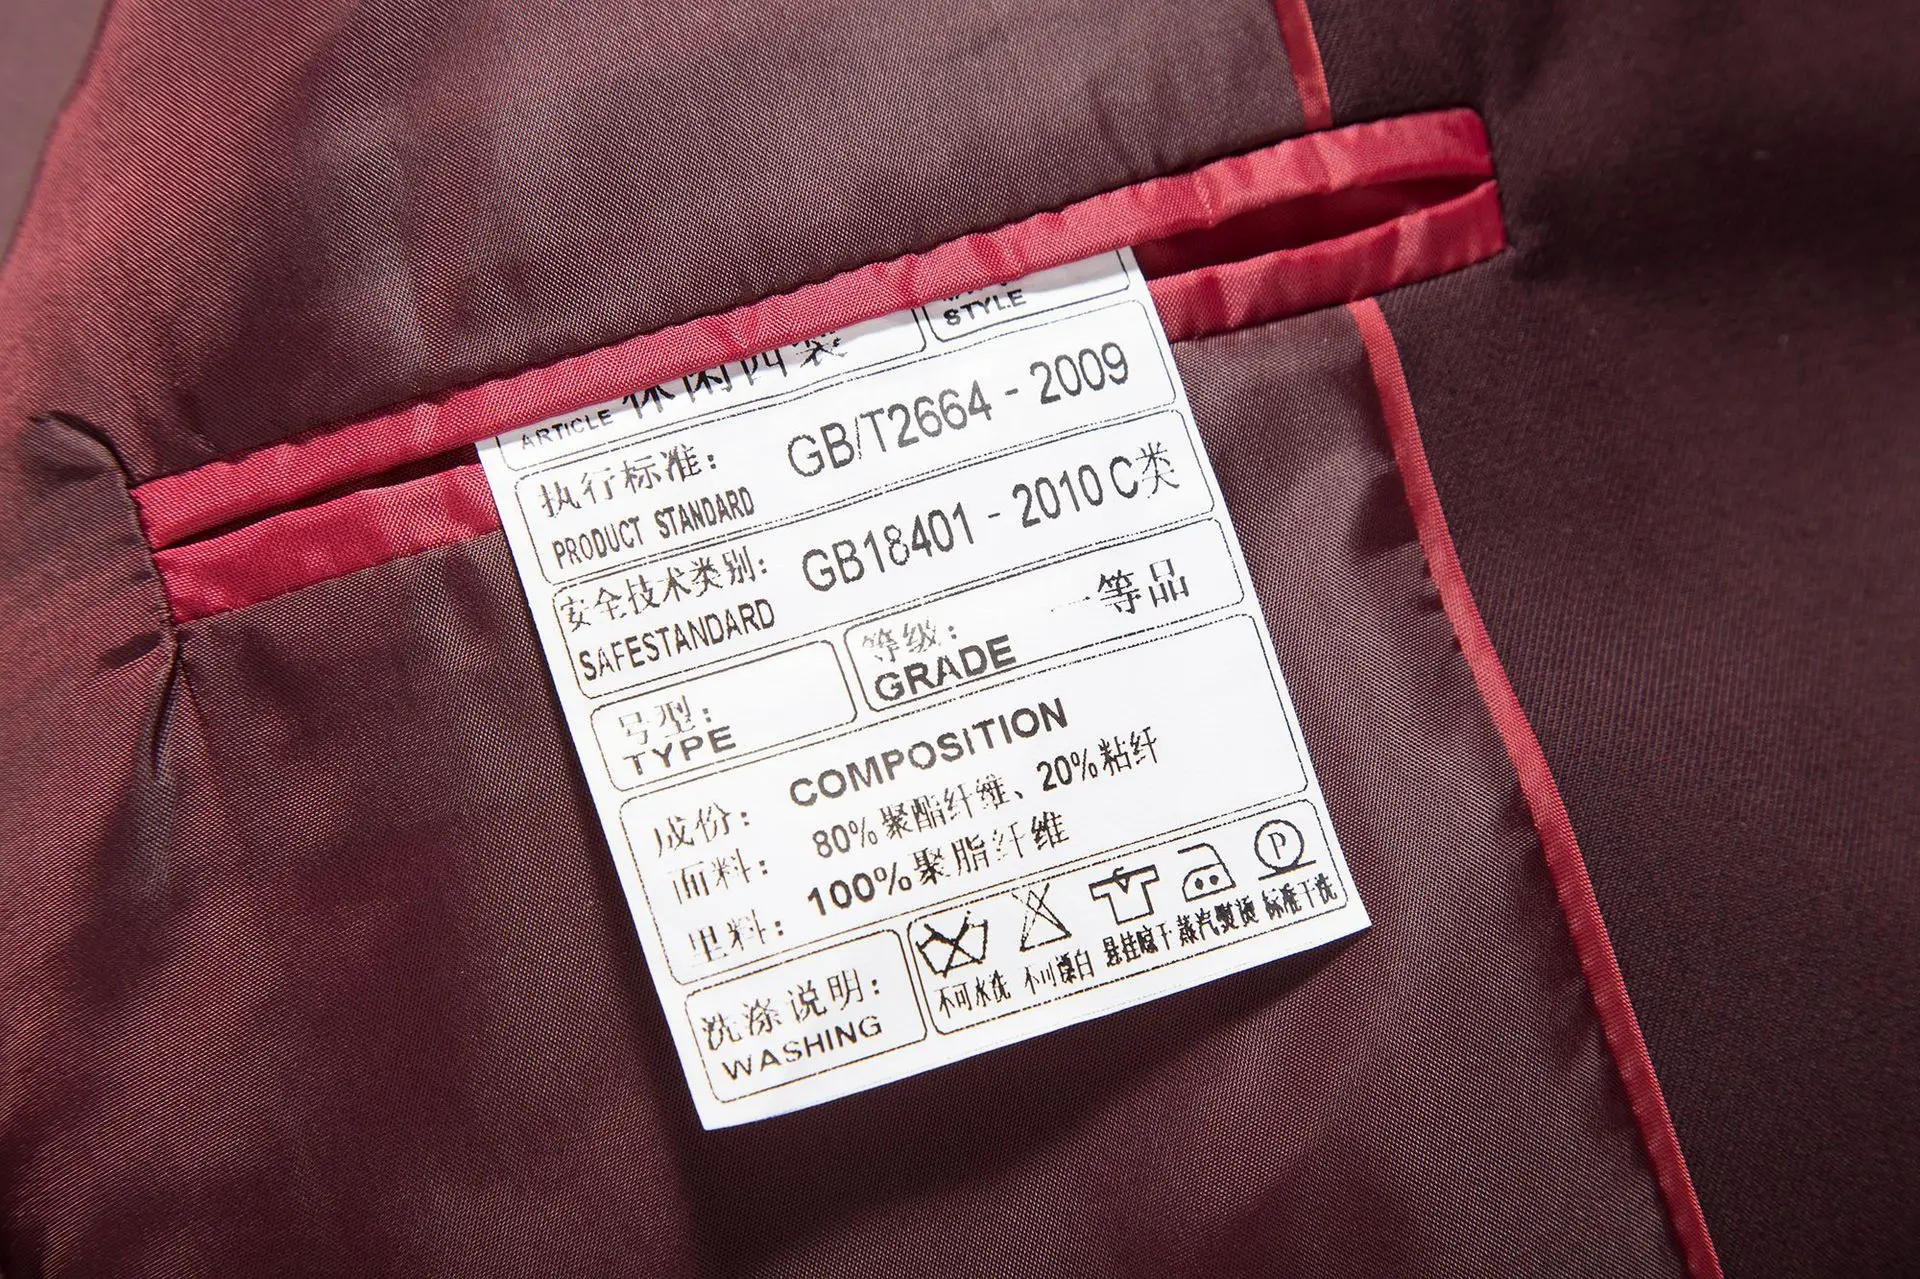 STYLE
ARTICLE 休闲西装
执行标准: GB/T2664 - 2009
PRODUCT STANDARD
安全技术类别: GB18401 - 2010 C类
SAFESTANDARD
等级: 一等品
GRADE
号型:
TYPE
COMPOSITION
成份:
面料: 80%聚酯纤维、20%粘纤
里料: 100%聚脂纤维
洗涤说明:
WASHING
P
不可水洗 不可漂白 悬挂晾干 蒸汽熨烫 标准干洗